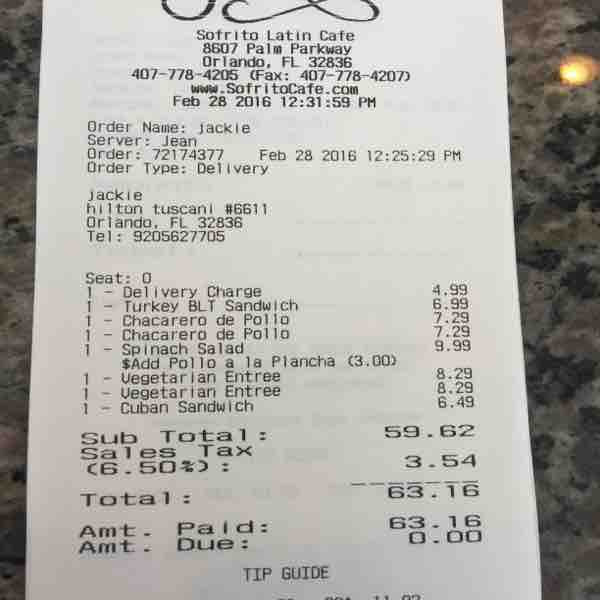 Sofrito Latin Cafe
8607 Palm Parkway
Orlando, FL 32836
407-778-4205 (Fax: 407-778-4207)
www.SofritoCafe.com
Feb 28 2016 12:31:59 PM
Order Name: jackie
Server: Jean
Order: 72174377 Feb 28 2016 12:25:29 PM
Order Type: Delivery
jackie
hilton tuscani #6611
Orlando, FL 32836
Tel: 9205627705
Seat: 0
1 - Delivery Charge 4.99
1 - Turkey BLT Sandwich 6.99
1 - Chacarero de Pollo 7.29
1 - Chacarero de Pollo 7.29
1 - Spinach Salad 9.99
$Add Pollo a la Plancha (3.00)
1 - Vegetarian Entree 8.29
1 - Vegetarian Entree 8.29
1 - Cuban Sandwich 6.49
Sub Total: 59.62
Sales Tax
(6.50%): 3.54
Total: 63.16
Amt. Paid: 63.16
Amt. Due: 0.00
TIP GUIDE